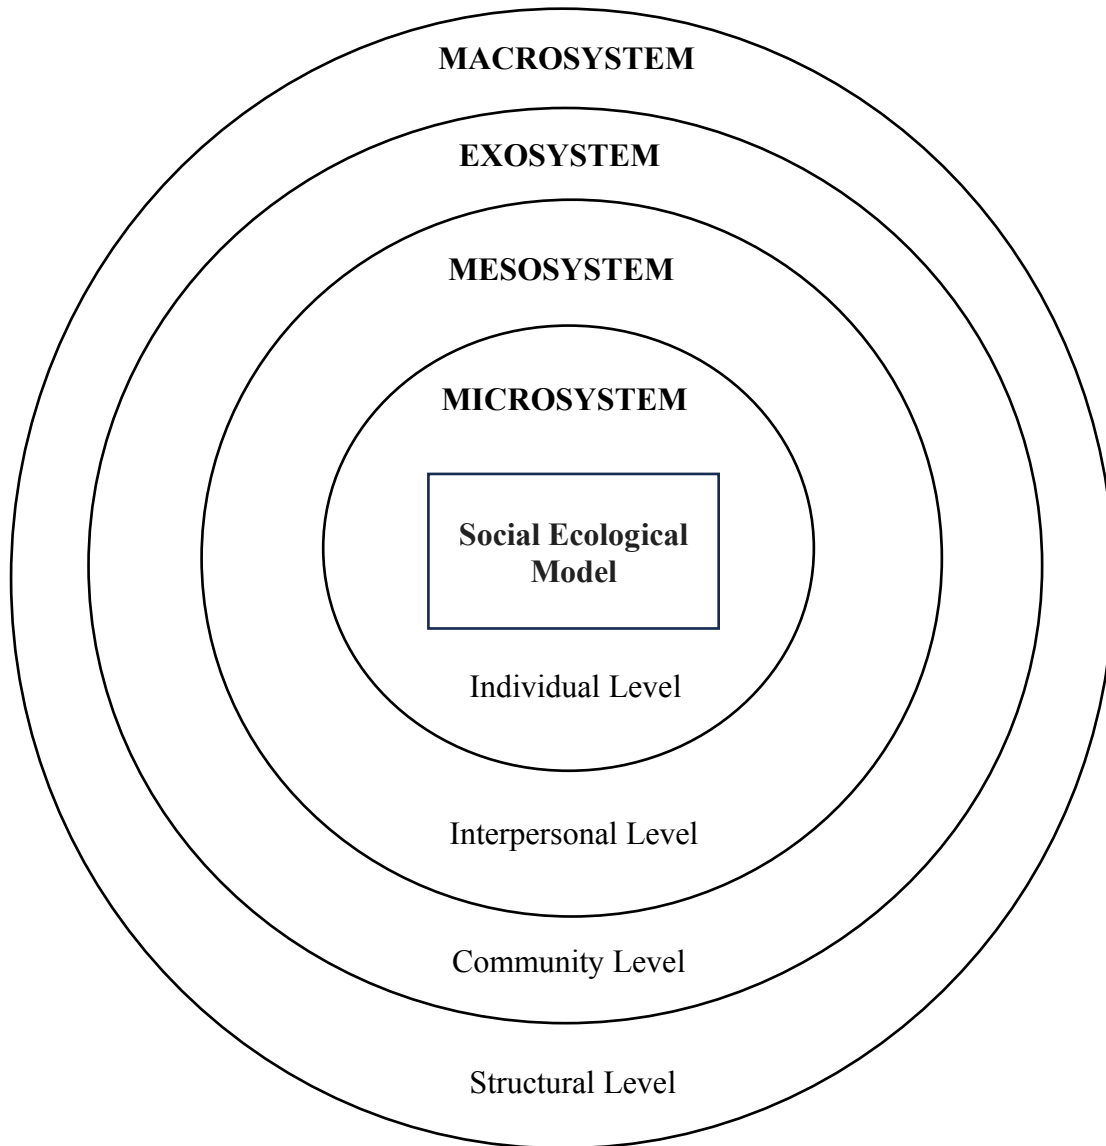 MACROSYSTEM
EXOSYSTEM
MESOSYSTEM
MICROSYSTEM
Social Ecological
Model
Individual Level
Interpersonal Level
Community Level
Structural Level